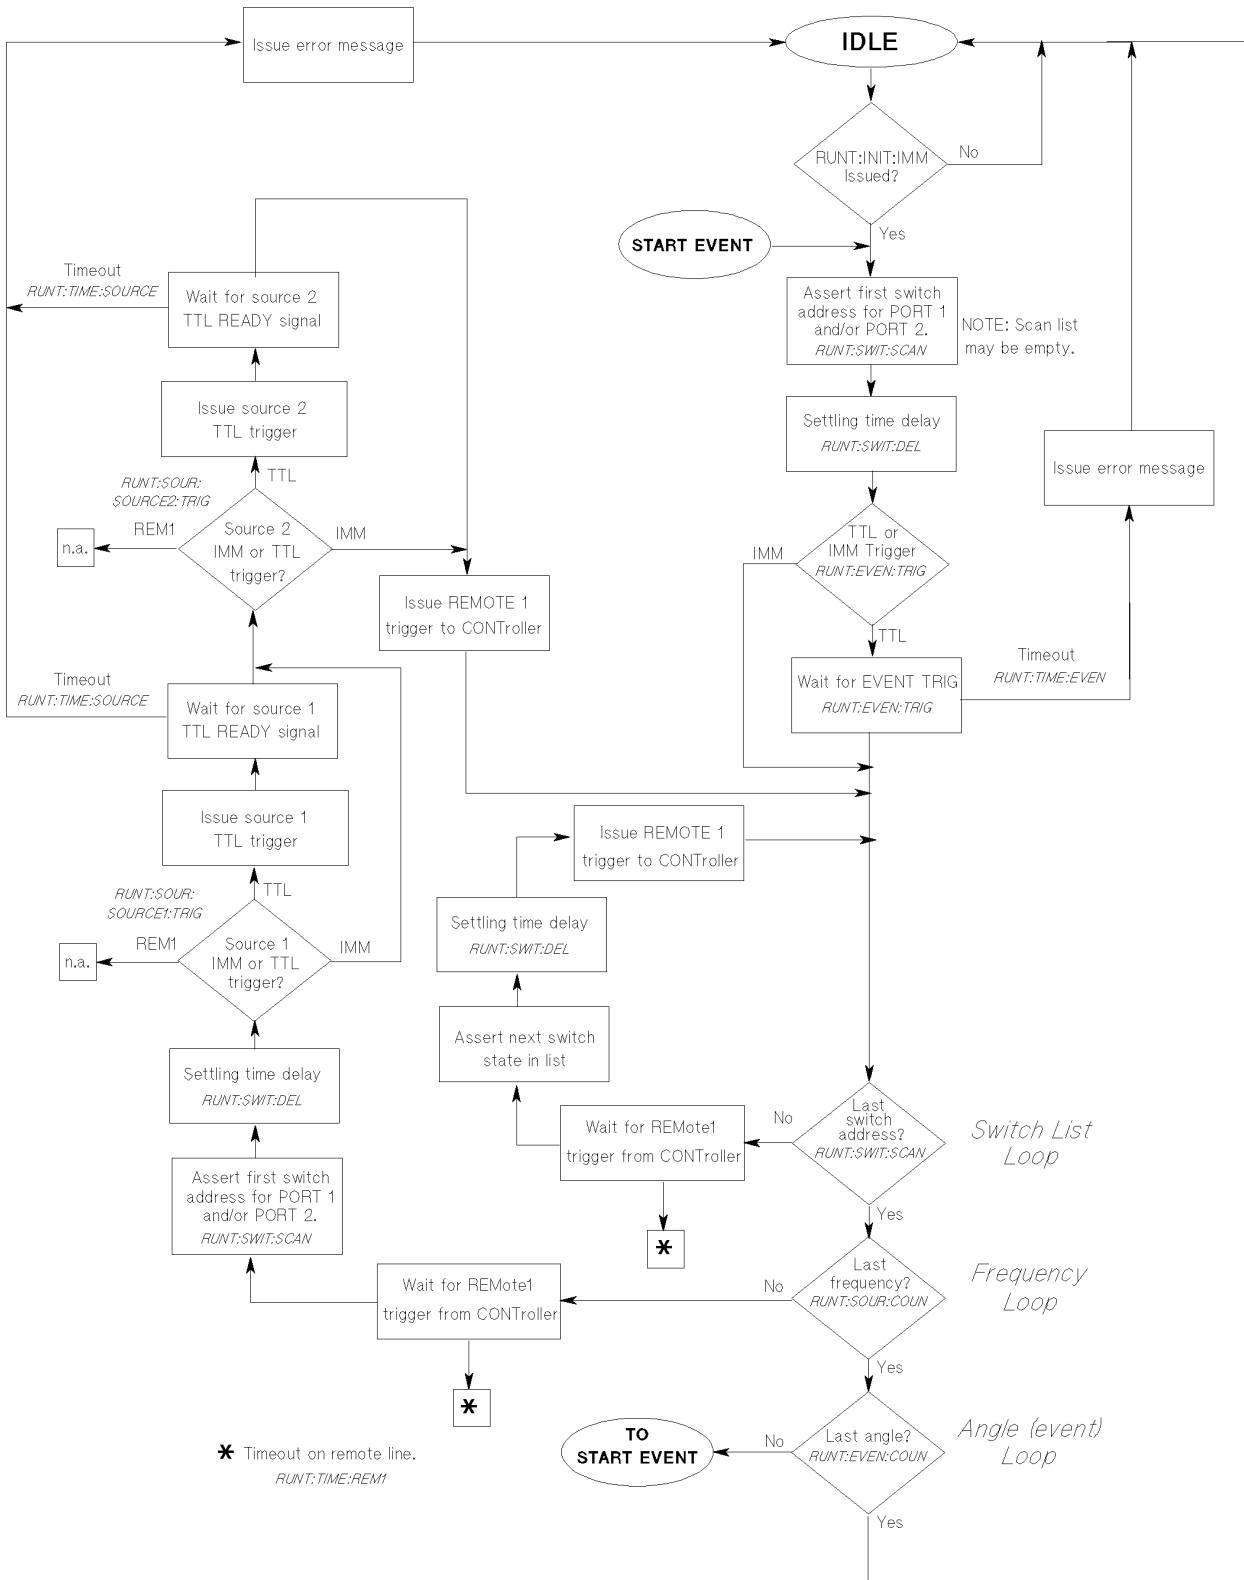 Issue error message
IDLE
RUNT:INIT:IMM
Issued?
No
Yes
START EVENT
Assert first switch
address for PORT 1
and/or PORT 2.
RUNT:SWIT:SCAN
NOTE: Scan list
may be empty.
Settling time delay
RUNT:SWIT:DEL
TTL or
IMM Trigger
RUNT:EVEN:TRIG
IMM
TTL
Wait for EVENT TRIG
RUNT:EVEN:TRIG
Timeout
RUNT:TIME:EVEN
Issue error message
Timeout
RUNT:TIME:SOURCE
Wait for source 2
TTL READY signal
Issue source 2
TTL trigger
RUNT:SOUR:
SOURCE2:TRIG
TTL
REM1
n.a.
Source 2
IMM or TTL
trigger?
IMM
Issue REMOTE 1
trigger to CONTroller
Timeout
RUNT:TIME:SOURCE
Wait for source 1
TTL READY signal
Issue source 1
TTL trigger
RUNT:SOUR:
SOURCE1:TRIG
TTL
REM1
n.a.
Source 1
IMM or TTL
trigger?
IMM
Settling time delay
RUNT:SWIT:DEL
Assert first switch
address for PORT 1
and/or PORT 2.
RUNT:SWIT:SCAN
Issue REMOTE 1
trigger to CONTroller
Settling time delay
RUNT:SWIT:DEL
Assert next switch
state in list
Wait for REMote1
trigger from CONTroller
*
No
Last
switch
address?
RUNT:SWIT:SCAN
Switch List
Loop
Yes
Wait for REMote1
trigger from CONTroller
*
No
Last
frequency?
RUNT:SOUR:COUN
Frequency
Loop
Yes
TO
START EVENT
No
Last angle?
RUNT:EVEN:COUN
Angle (event)
Loop
Yes
* Timeout on remote line.
RUNT:TIME:REM1